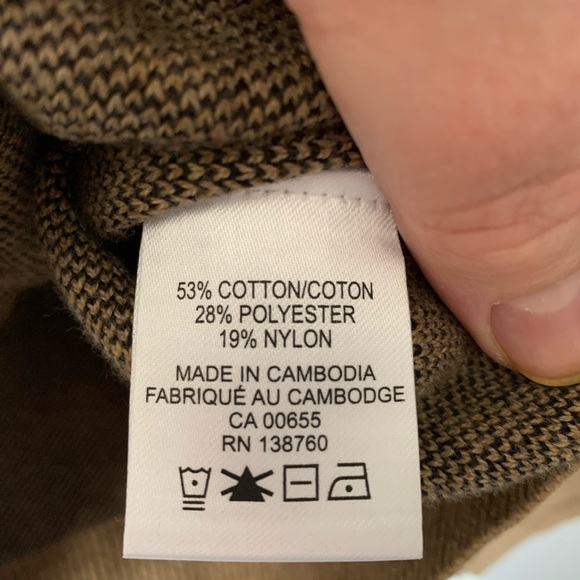 53% COTTON/COTON
28% POLYESTER
19% NYLON
MADE IN CAMBODIA
FABRIQUÉ AU CAMBODGE
CA 00655
RN 138760